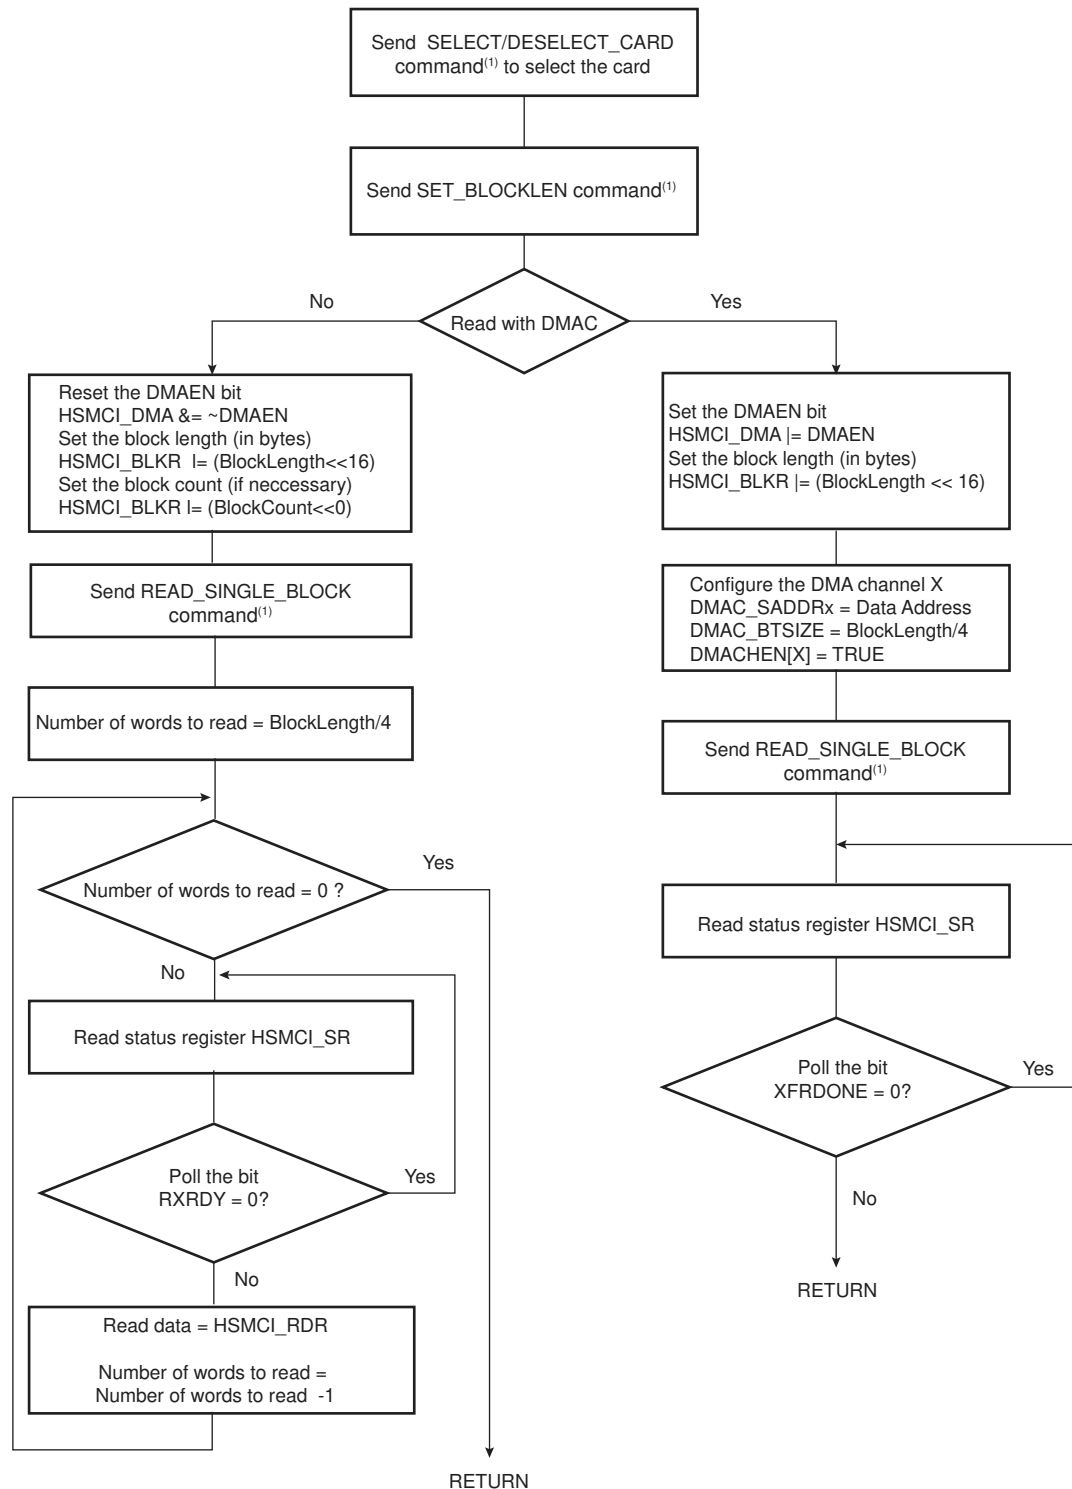 Send SELECT/DESELECT_CARD
command(1) to select the card
Send SET_BLOCKLEN command(1)
No
Read with DMAC
Yes
Reset the DMAEN bit
HSMCI_DMA &= ~DMAEN
Set the block length (in bytes)
HSMCI_BLKR l= (BlockLength<<16)
Set the block count (if neccessary)
HSMCI_BLKR l= (BlockCount<<0)
Send READ_SINGLE_BLOCK
command(1)
Number of words to read = BlockLength/4
Number of words to read = 0 ?
Yes
No
Read status register HSMCI_SR
Poll the bit
RXRDY = 0?
Yes
No
Read data = HSMCI_RDR
Number of words to read =
Number of words to read -1
RETURN
Set the DMAEN bit
HSMCI_DMA |= DMAEN
Set the block length (in bytes)
HSMCI_BLKR |= (BlockLength << 16)
Configure the DMA channel X
DMAC_SADDRx = Data Address
DMAC_BTSIZE = BlockLength/4
DMACHEN[X] = TRUE
Send READ_SINGLE_BLOCK
command(1)
Read status register HSMCI_SR
Poll the bit
XFRDONE = 0?
Yes
No
RETURN